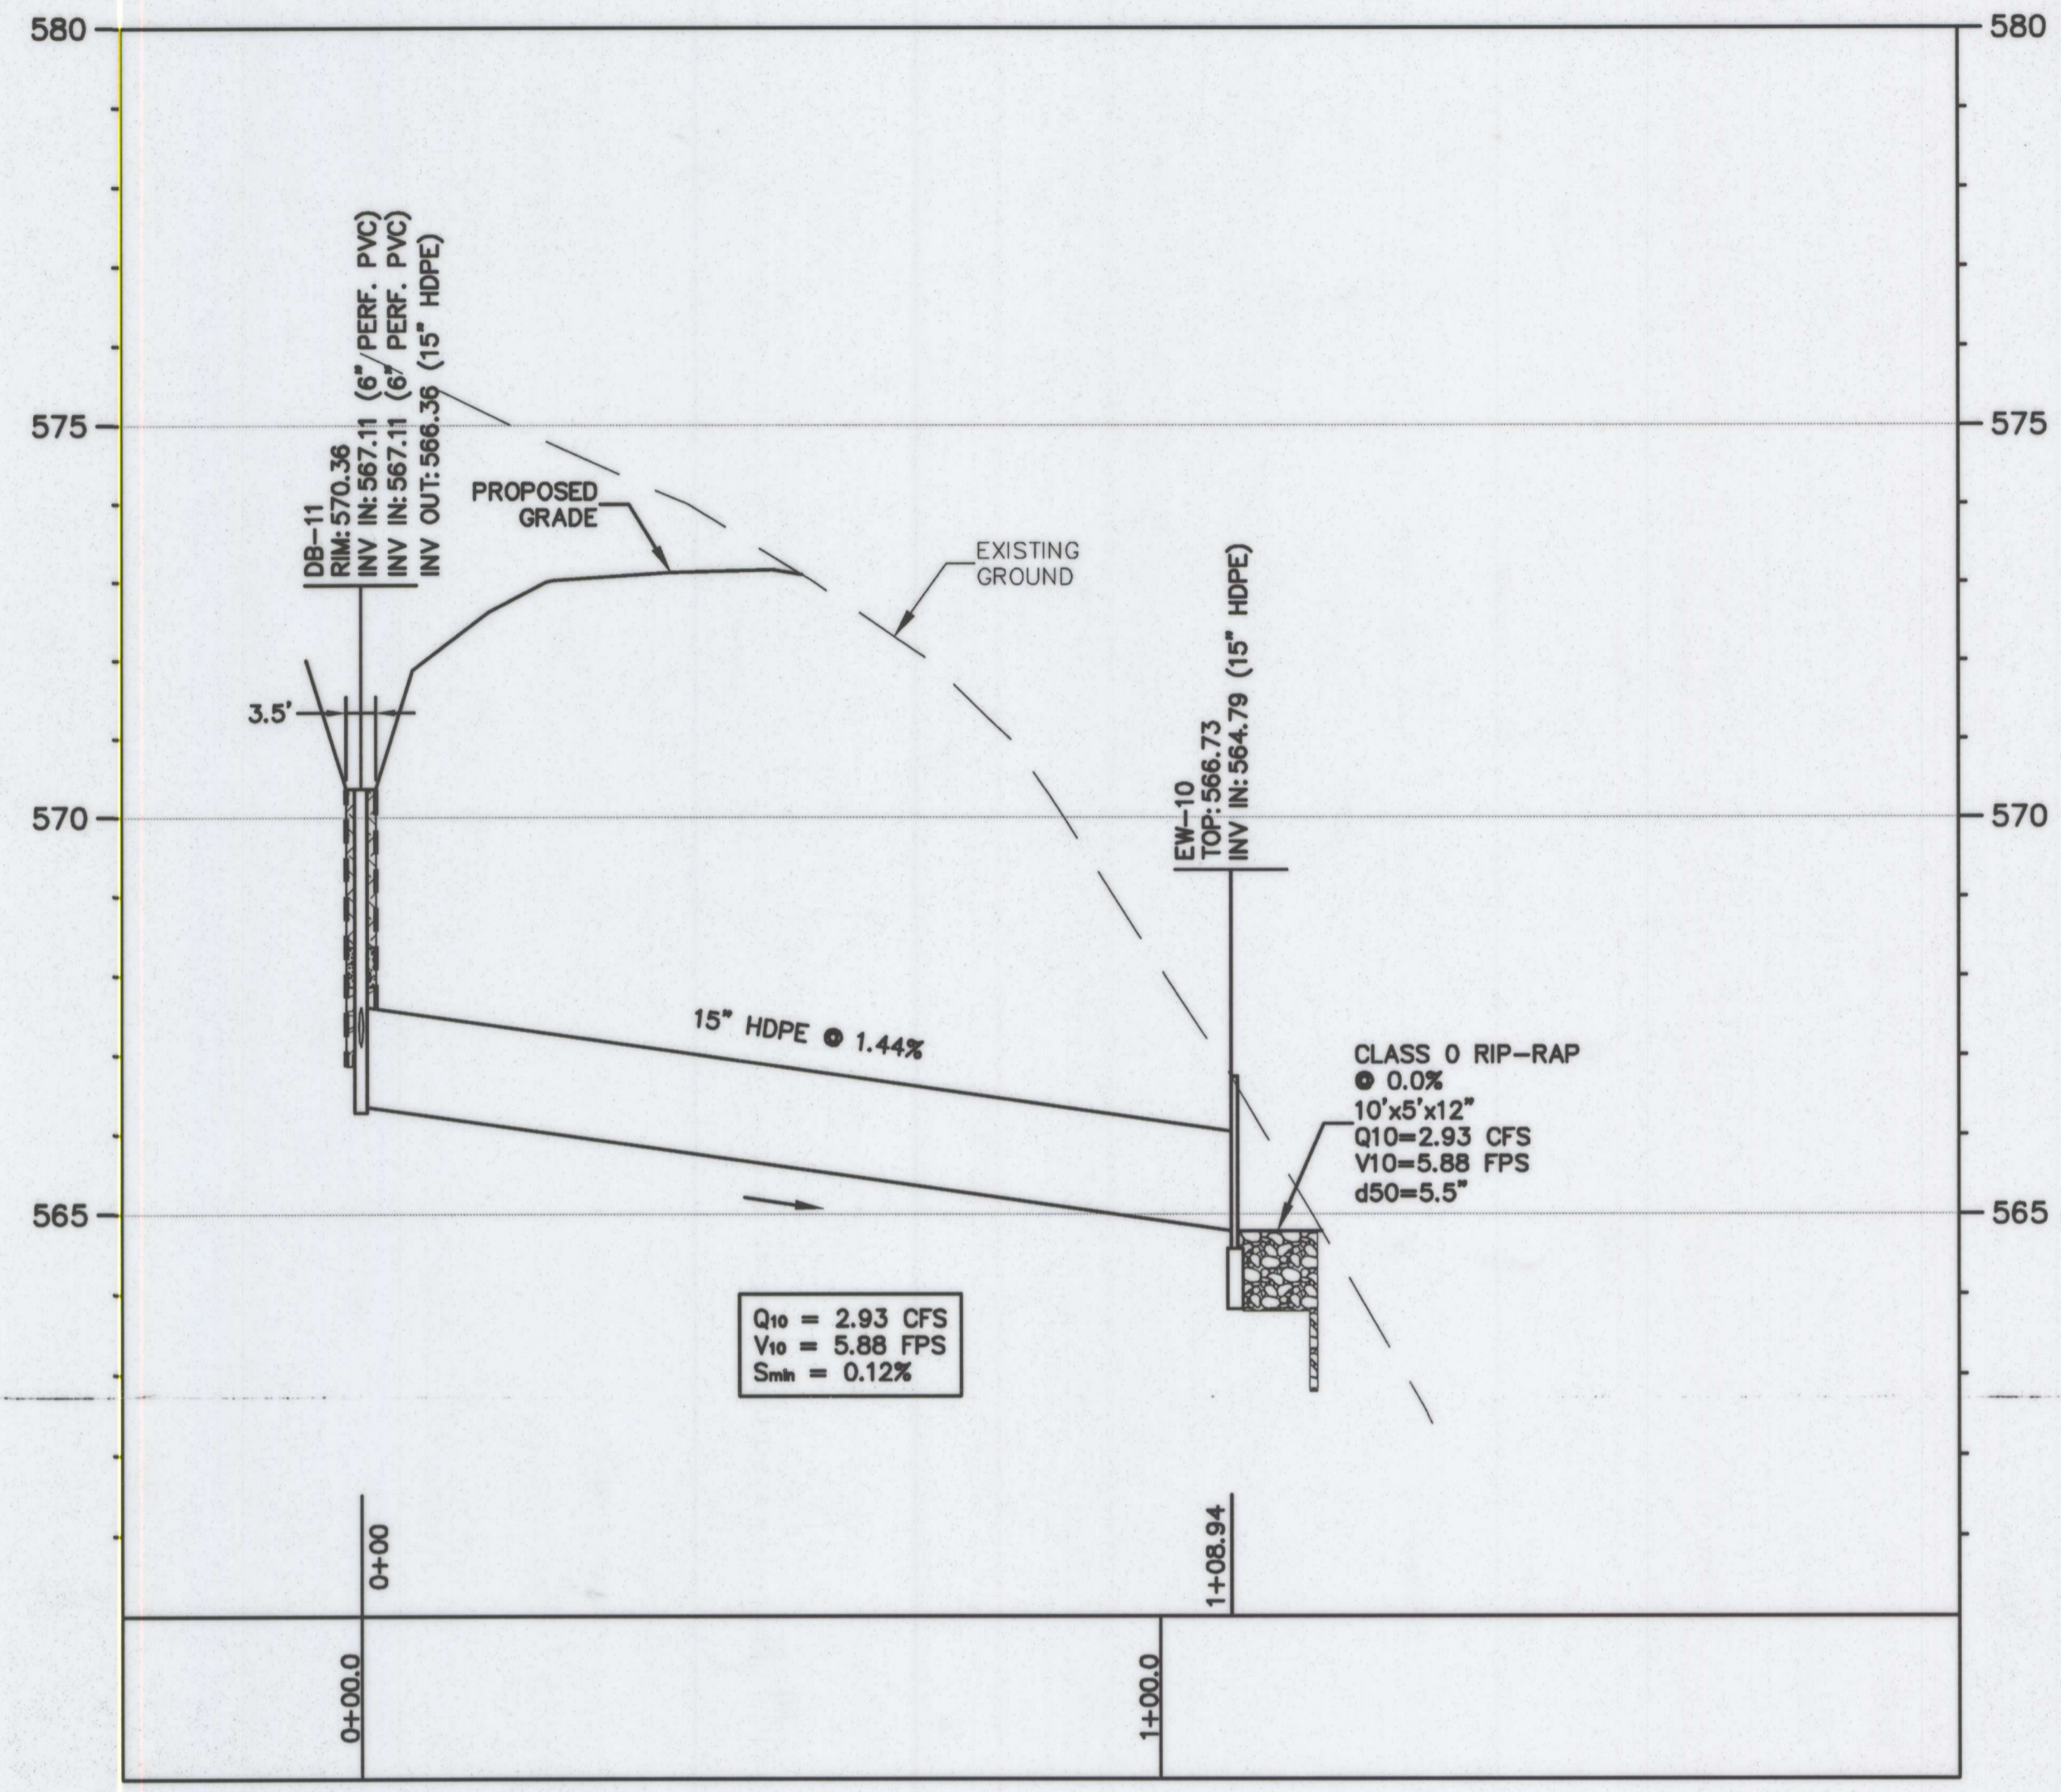 580
580
DB-11
RIM: 570.36
INV IN: 567.11 (6" PERF. PVC)
INV IN: 567.11 (6" PERF. PVC)
INV OUT: 566.36 (15" HDPE)
575
575
PROPOSED
GRADE
EXISTING
GROUND
3.5'
EW-10
TOP: 566.73
INV IN: 564.79 (15" HDPE)
570
570
15" HDPE @ 1.44%
CLASS 0 RIP-RAP
@ 0.0%
10'x5'x12"
Q10=2.93 CFS
V10=5.88 FPS
d50=5.5"
565
565
Q10 = 2.93 CFS
V10 = 5.88 FPS
Smin = 0.12%
0+00
1+08.94
0+00.0
1+00.0